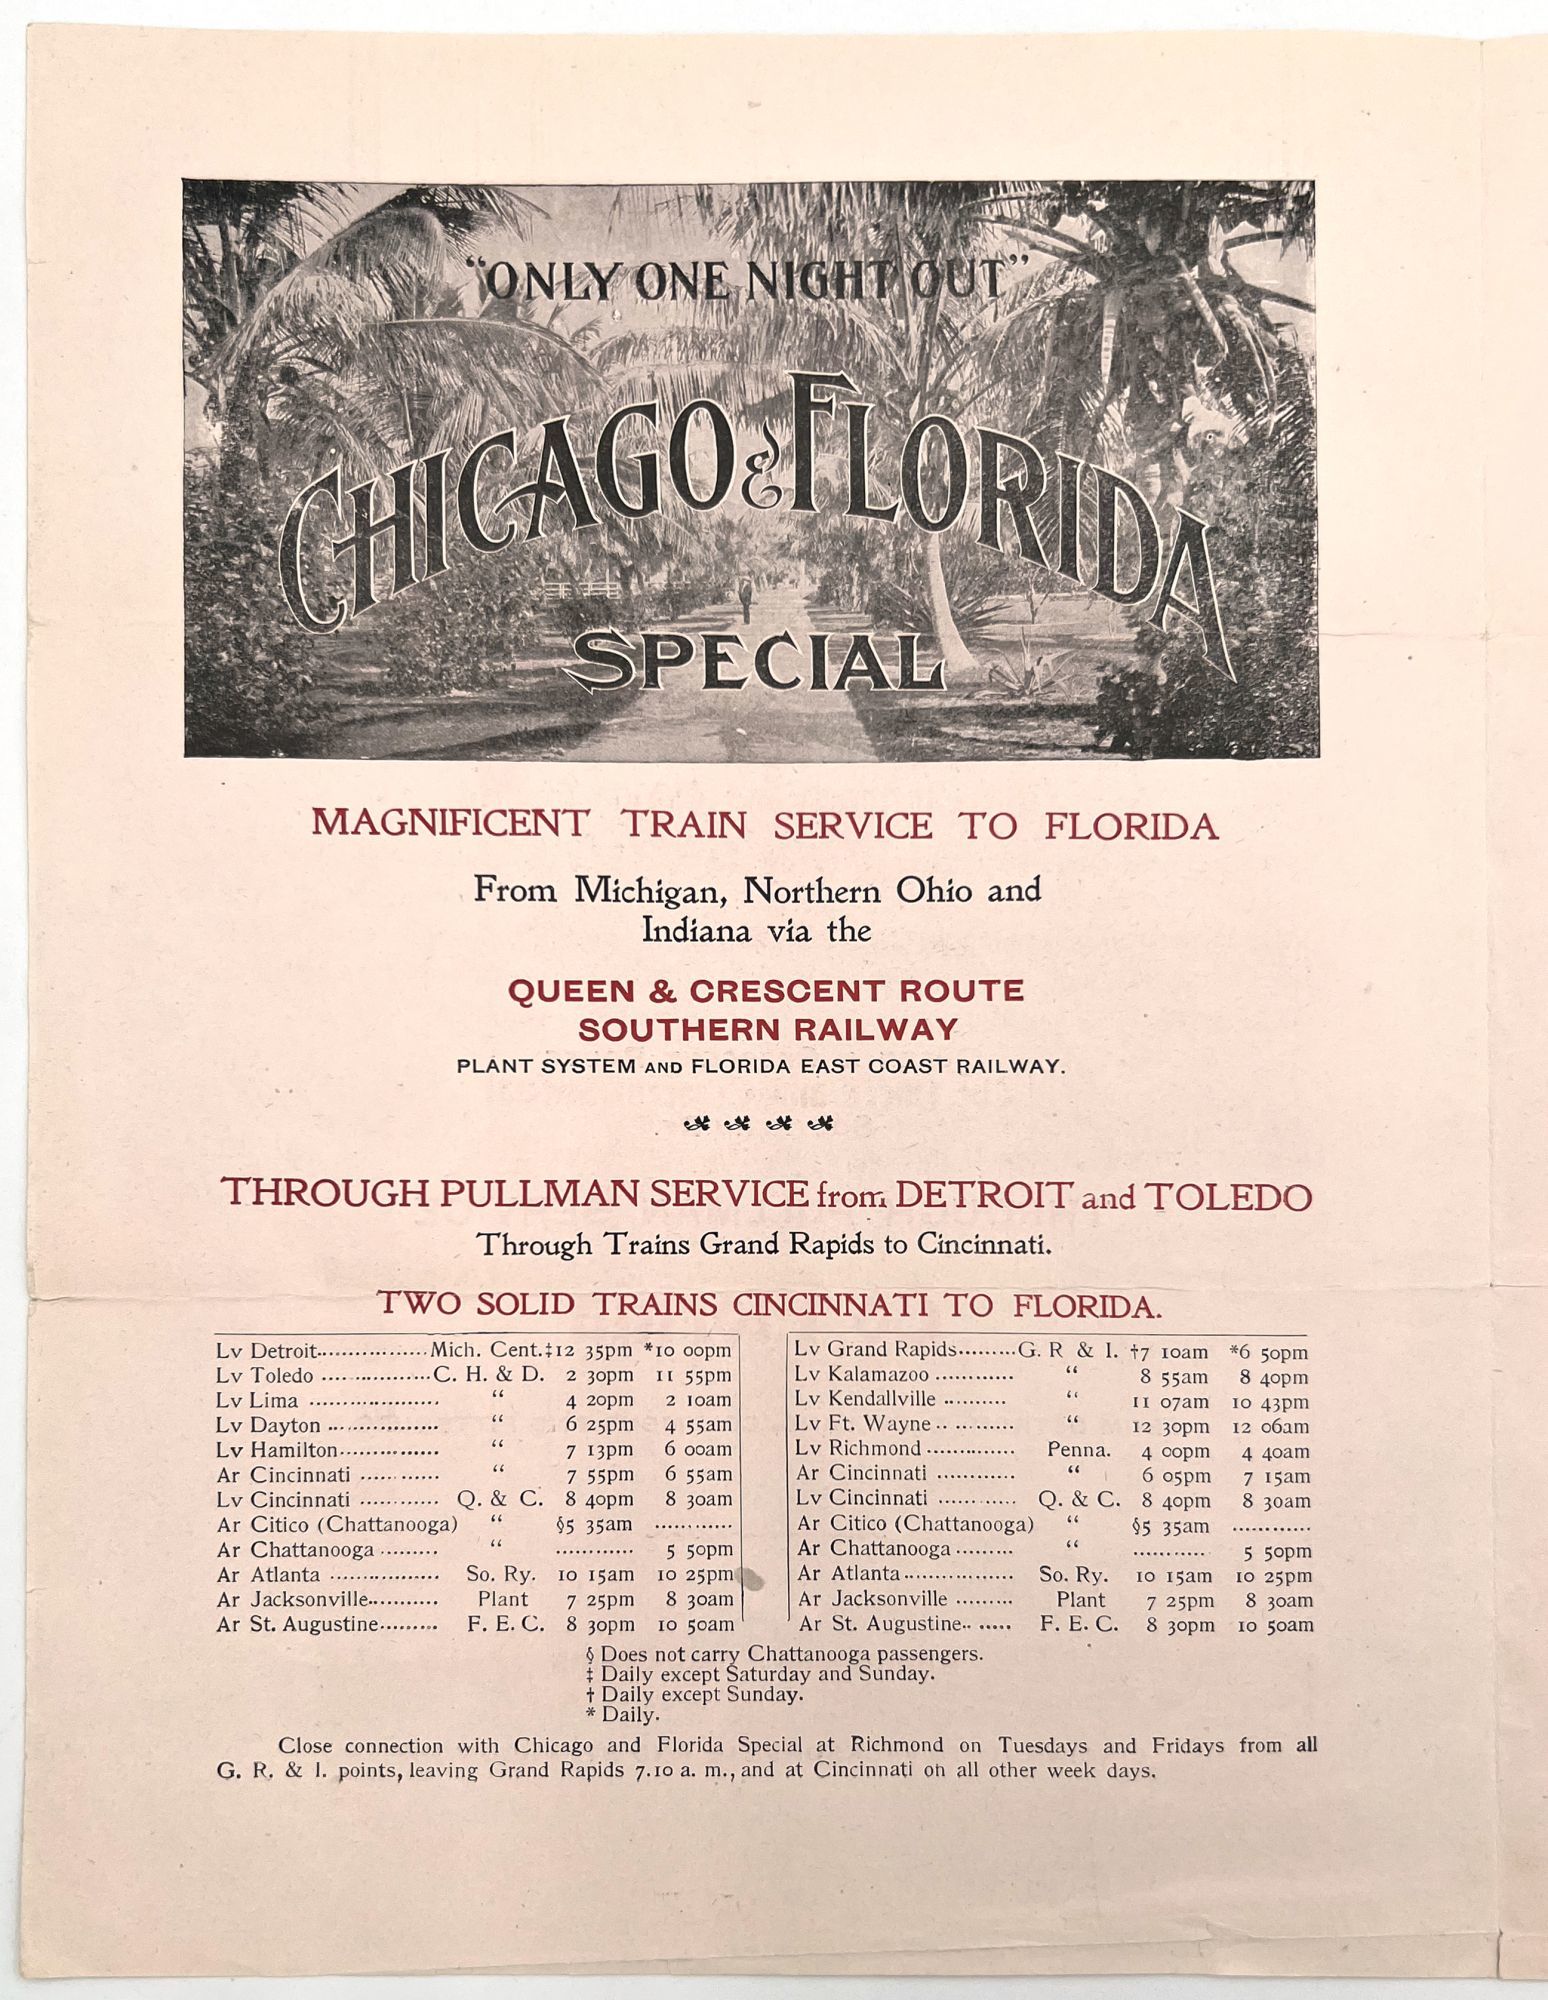 "ONLY ONE NIGHT OUT"
CHICAGO & FLORIDA
SPECIAL
MAGNIFICENT TRAIN SERVICE TO FLORIDA
From Michigan, Northern Ohio and
Indiana via the
QUEEN & CRESCENT ROUTE
SOUTHERN RAILWAY
PLANT SYSTEM AND FLORIDA EAST COAST RAILWAY.
THROUGH PULLMAN SERVICE from DETROIT and TOLEDO
Through Trains Grand Rapids to Cincinnati.
TWO SOLID TRAINS CINCINNATI TO FLORIDA.
Lv Detroit.................Mich. Cent.‡12 35pm *10 00pm
Lv Toledo .................C. H. & D. 2 30pm 11 55pm
Lv Lima .................... “ 4 20pm 2 10am
Lv Dayton ................. “ 6 25pm 4 55am
Lv Hamilton............... “ 7 13pm 6 00am
Ar Cincinnati ............ “ 7 55pm 6 55am
Lv Cincinnati ............ Q. & C. 8 40pm 8 30am
Ar Citico (Chattanooga) “ §5 35am ............
Ar Chattanooga ......... “ ............ 5 50pm
Ar Atlanta ................. So. Ry. 10 15am 10 25pm
Ar Jacksonville........... Plant 7 25pm 8 30am
Ar St. Augustine......... F. E. C. 8 30pm 10 50am
Lv Grand Rapids.........G. R & I. †7 10am *6 50pm
Lv Kalamazoo ............ “ 8 55am 8 40pm
Lv Kendallville .......... “ 11 07am 10 43pm
Lv Ft. Wayne.. .......... “ 12 30pm 12 06am
Lv Richmond .............. Penna. 4 00pm 4 40am
Ar Cincinnati ............ “ 6 05pm 7 15am
Lv Cincinnati ............ Q. & C. 8 40pm 8 30am
Ar Citico (Chattanooga) “ §5 35am ............
Ar Chattanooga ......... “ ........... 5 50pm
Ar Atlanta................. So. Ry. 10 15am 10 25pm
Ar Jacksonville ......... Plant 7 25pm 8 30am
Ar St. Augustine.. ..... F. E. C. 8 30pm 10 50am
§ Does not carry Chattanooga passengers.
‡ Daily except Saturday and Sunday.
† Daily except Sunday.
* Daily.
Close connection with Chicago and Florida Special at Richmond on Tuesdays and Fridays from all
G. R. & I. points, leaving Grand Rapids 7.10 a. m., and at Cincinnati on all other week days.